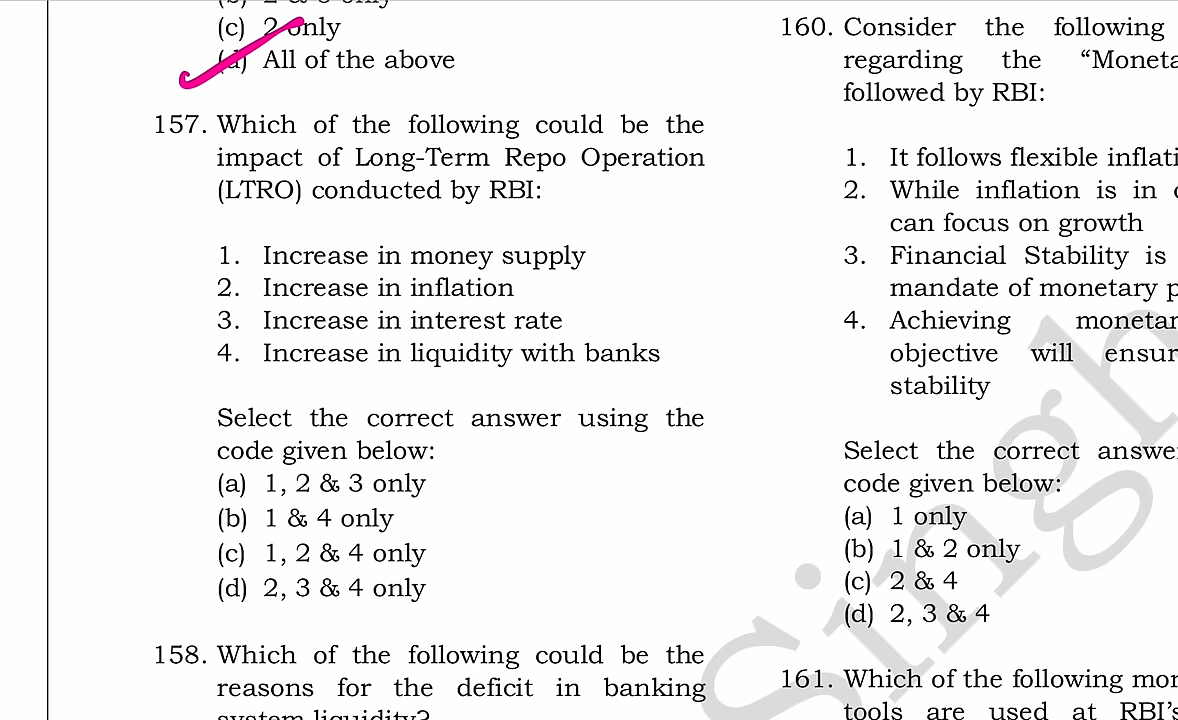 (c) 2 only
(d) All of the above
157. Which of the following could be the
impact of Long-Term Repo Operation
(LTRO) conducted by RBI:
1. Increase in money supply
2. Increase in inflation
3. Increase in interest rate
4. Increase in liquidity with banks
Select the correct answer using the
code given below:
(a) 1, 2 & 3 only
(b) 1 & 4 only
(c) 1, 2 & 4 only
(d) 2, 3 & 4 only
158. Which of the following could be the
reasons for the deficit in banking
system liquidity?
160. Consider the following
regarding the
followed by RBI:
1. It follows flexible
2. While inflation is in
can focus on growth
3. Financial Stability is
mandate of monetary
4. Achieving
objective will
stability
Select the correct
code given below:
(a) 1 only
(b) 1 & 2 only
(c) 2 & 4
(d) 2, 3 & 4
161. Which of the following
tools are used at RBI's
Singh